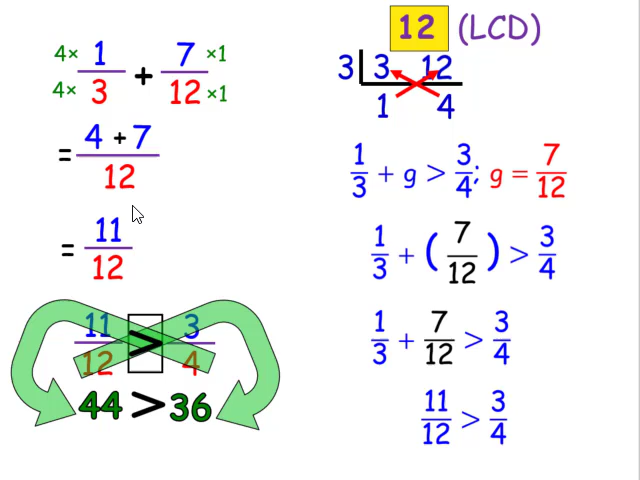 4× 1/3 ×4 + 7/12 ×1 ×1
= 4 + 7 / 12
= 11/12
11/12 > 3/4
44 > 36
12 (LCD)
3 3 12
1 4
1/3 + g > 3/4; g = 7/12
1/3 + (7/12) > 3/4
1/3 + 7/12 > 3/4
11/12 > 3/4